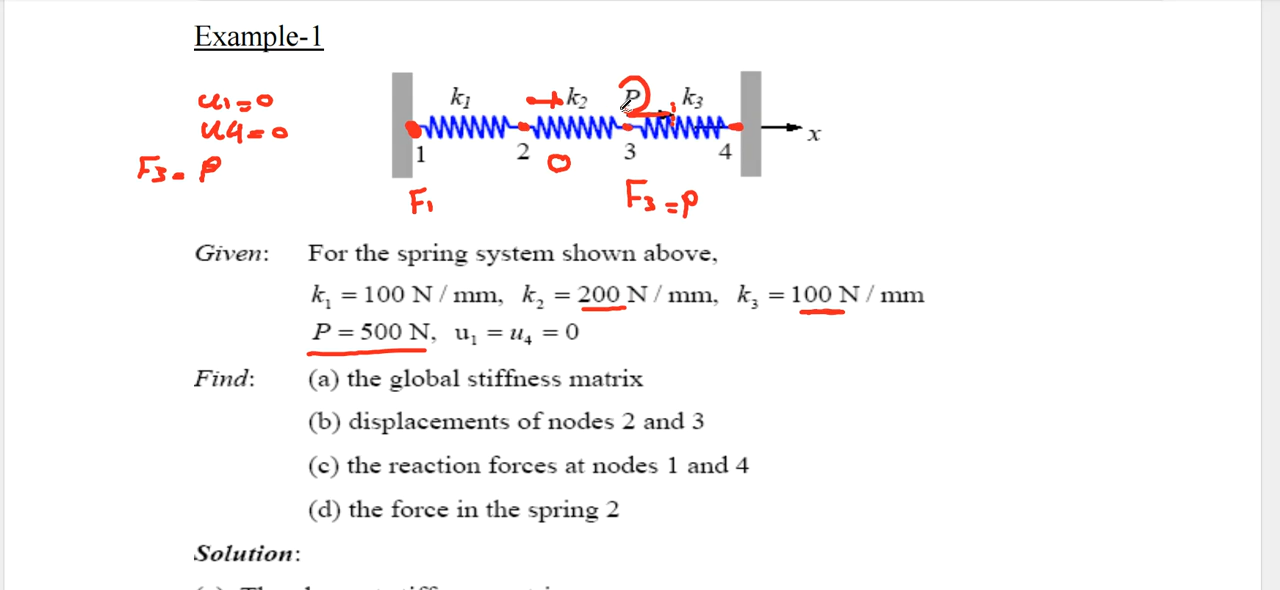 Example-1
u1=0
u4=0
F3=P
k1 k2 P k3
x
1 2 3 4
0
F1 F3=P
Given: For the spring system shown above,
k1 = 100 N / mm, k2 = 200 N / mm, k3 = 100 N / mm
P = 500 N, u1 = u4 = 0
Find: (a) the global stiffness matrix
(b) displacements of nodes 2 and 3
(c) the reaction forces at nodes 1 and 4
(d) the force in the spring 2
Solution: